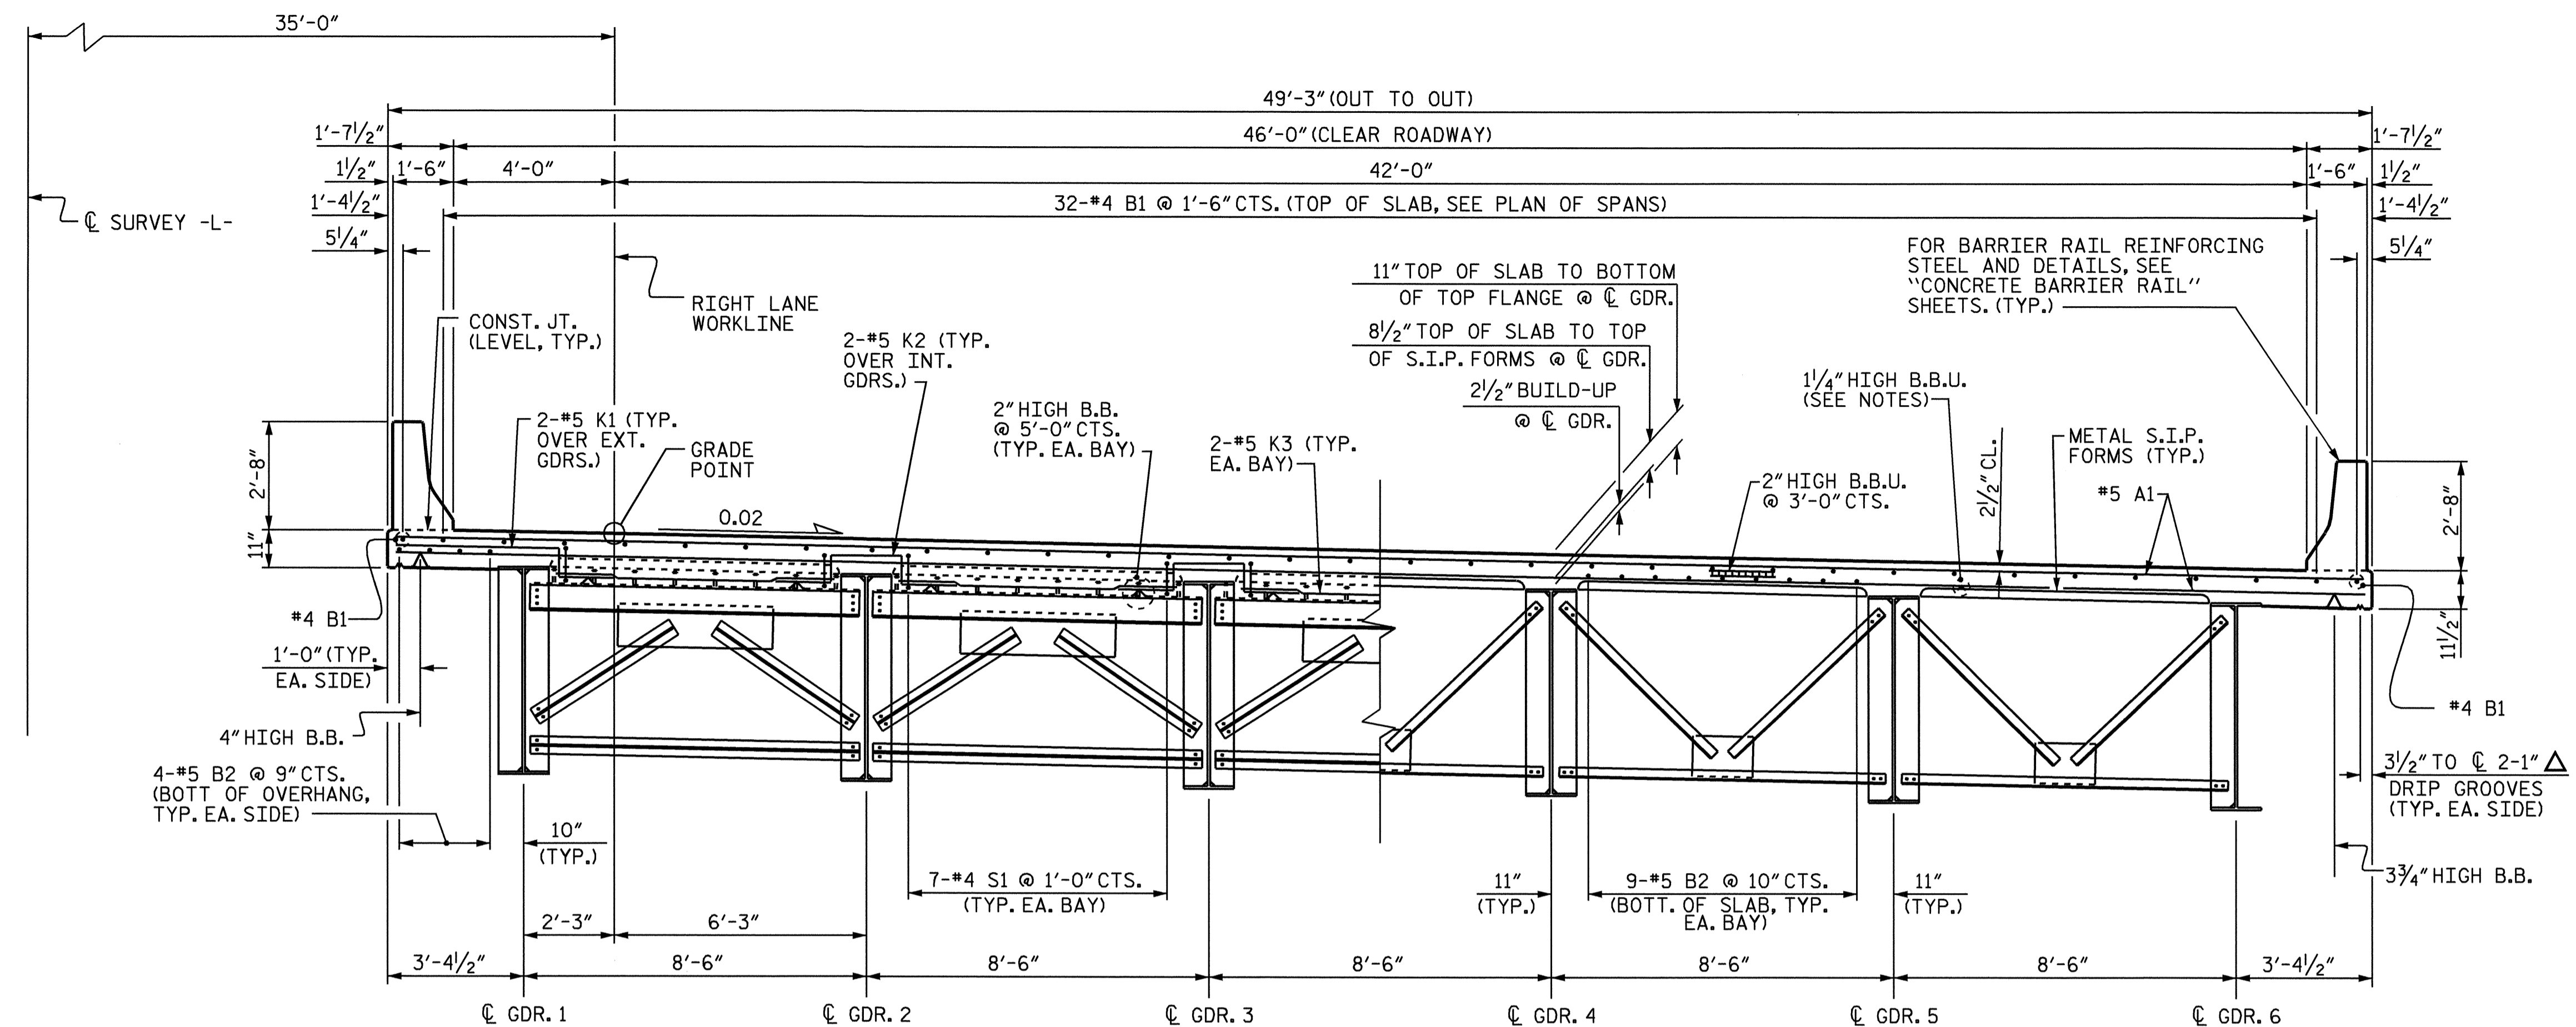 35'-0"
49'-3" (OUT TO OUT)
1'-7½"
46'-0" (CLEAR ROADWAY)
1'-7½"
1½"
1'-6"
4'-0"
42'-0"
1'-6"
1½"
1'-4½"
32-#4 B1 @ 1'-6" CTS. (TOP OF SLAB, SEE PLAN OF SPANS)
1'-4½"
℄ SURVEY -L-
5¼"
5¼"
FOR BARRIER RAIL REINFORCING
STEEL AND DETAILS, SEE
"CONCRETE BARRIER RAIL"
SHEETS. (TYP.)
11" TOP OF SLAB TO BOTTOM
OF TOP FLANGE @ ℄ GDR.
8½" TOP OF SLAB TO TOP
OF S.I.P. FORMS @ ℄ GDR.
2½" BUILD-UP
@ ℄ GDR.
RIGHT LANE
WORKLINE
CONST. JT.
(LEVEL, TYP.)
2-#5 K2 (TYP.
OVER INT.
GDRS.)
1¼" HIGH B.B.U.
(SEE NOTES)
2-#5 K1 (TYP.
OVER EXT.
GDRS.)
GRADE
POINT
2" HIGH B.B.
@ 5'-0" CTS.
(TYP. EA. BAY)
2-#5 K3 (TYP.
EA. BAY)
2" HIGH B.B.U.
@ 3'-0" CTS.
2½" CL.
METAL S.I.P.
FORMS (TYP.)
#5 A1
2'-8"
11"
0.02
2'-8"
11½"
#4 B1
1'-0" (TYP.
EA. SIDE)
4" HIGH B.B.
4-#5 B2 @ 9" CTS.
(BOTT OF OVERHANG,
TYP. EA. SIDE)
10"
(TYP.)
#4 B1
3½" TO ℄ 2-1" △
DRIP GROOVES
(TYP. EA. SIDE)
3¾" HIGH B.B.
7-#4 S1 @ 1'-0" CTS.
(TYP. EA. BAY)
11"
(TYP.)
9-#5 B2 @ 10" CTS.
(BOTT. OF SLAB, TYP.
EA. BAY)
11"
(TYP.)
2'-3"
6'-3"
3'-4½"
8'-6"
8'-6"
8'-6"
8'-6"
8'-6"
3'-4½"
℄ GDR. 1
℄ GDR. 2
℄ GDR. 3
℄ GDR. 4
℄ GDR. 5
℄ GDR. 6